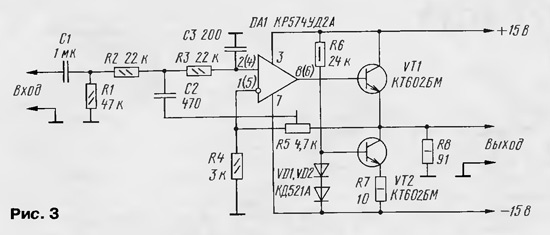 C3 200
DA1 КР574УД2А
+15 В
C1
1 мк
R2 22 к
R3 22 к
2(4)
3
R6
24 к
8(6)
VT1
КТ602БМ
Вход
1(5)
7
R1
47 к
C2
470
R5 4,7 к
R8
91
Выход
R4
3 к
VD1, VD2
КД521А
R7
10
VT2
КТ602БМ
−15 В
Рис. 3